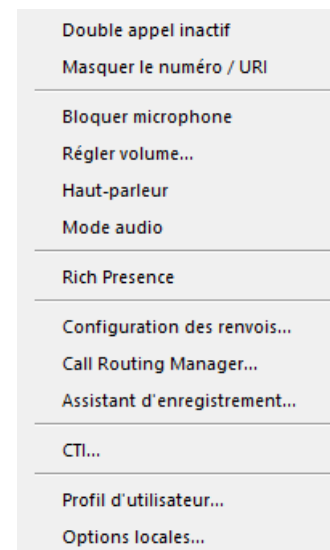 Double appel inactif
Masquer le numéro / URI
Bloquer microphone
Régler volume...
Haut-parleur
Mode audio
Rich Presence
Configuration des renvois...
Call Routing Manager...
Assistant d'enregistrement...
CTI...
Profil d'utilisateur...
Options locales...